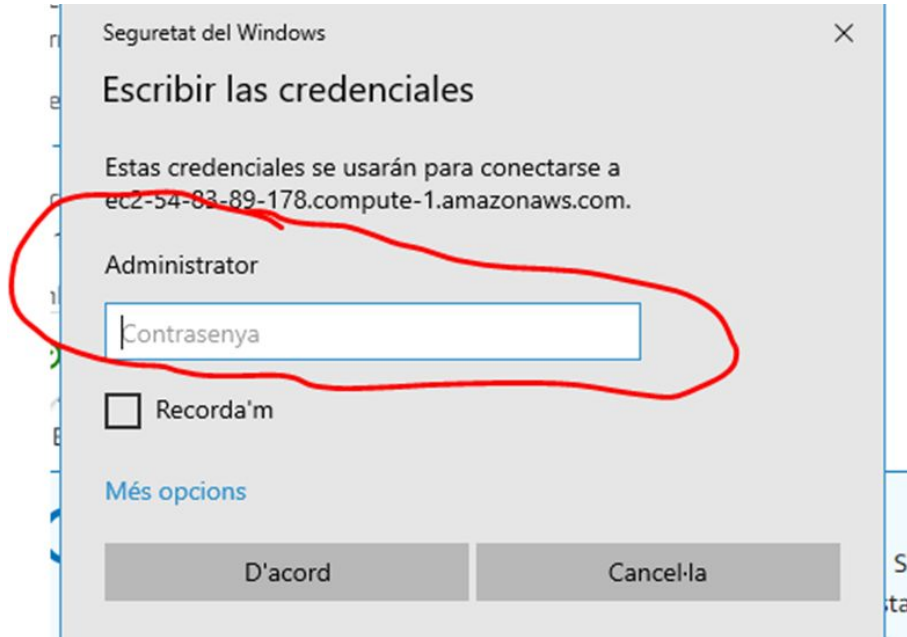 Seguretat del Windows
Escribir las credenciales
Estas credenciales se usarán para conectarse a
ec2-54-83-89-178.compute-1.amazonaws.com.
Administrator
Contrasenya
Recorda'm
Més opcions
D'acord
Cancel·la